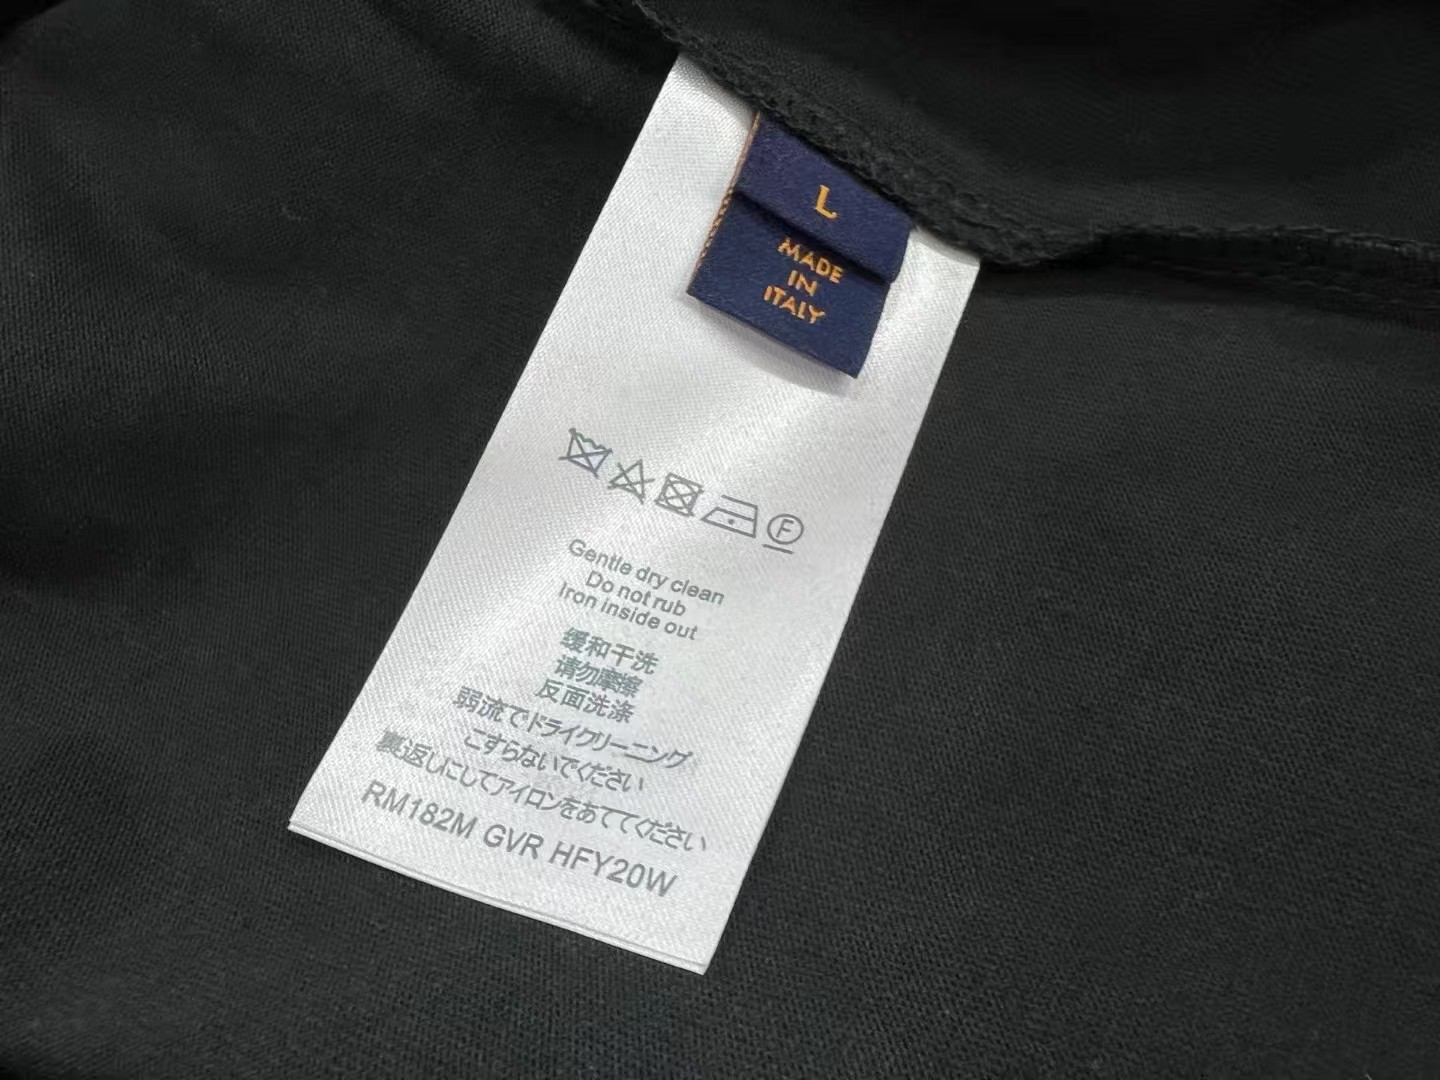 L
MADE
IN
ITALY
F
Gentle dry clean
Do not rub
Iron inside out
缓和干洗
请勿摩擦
反面洗涤
弱流でドライクリーニング
こすらないでください
裏返しにしてアイロンをあててください
RM182M GVR HFY20W